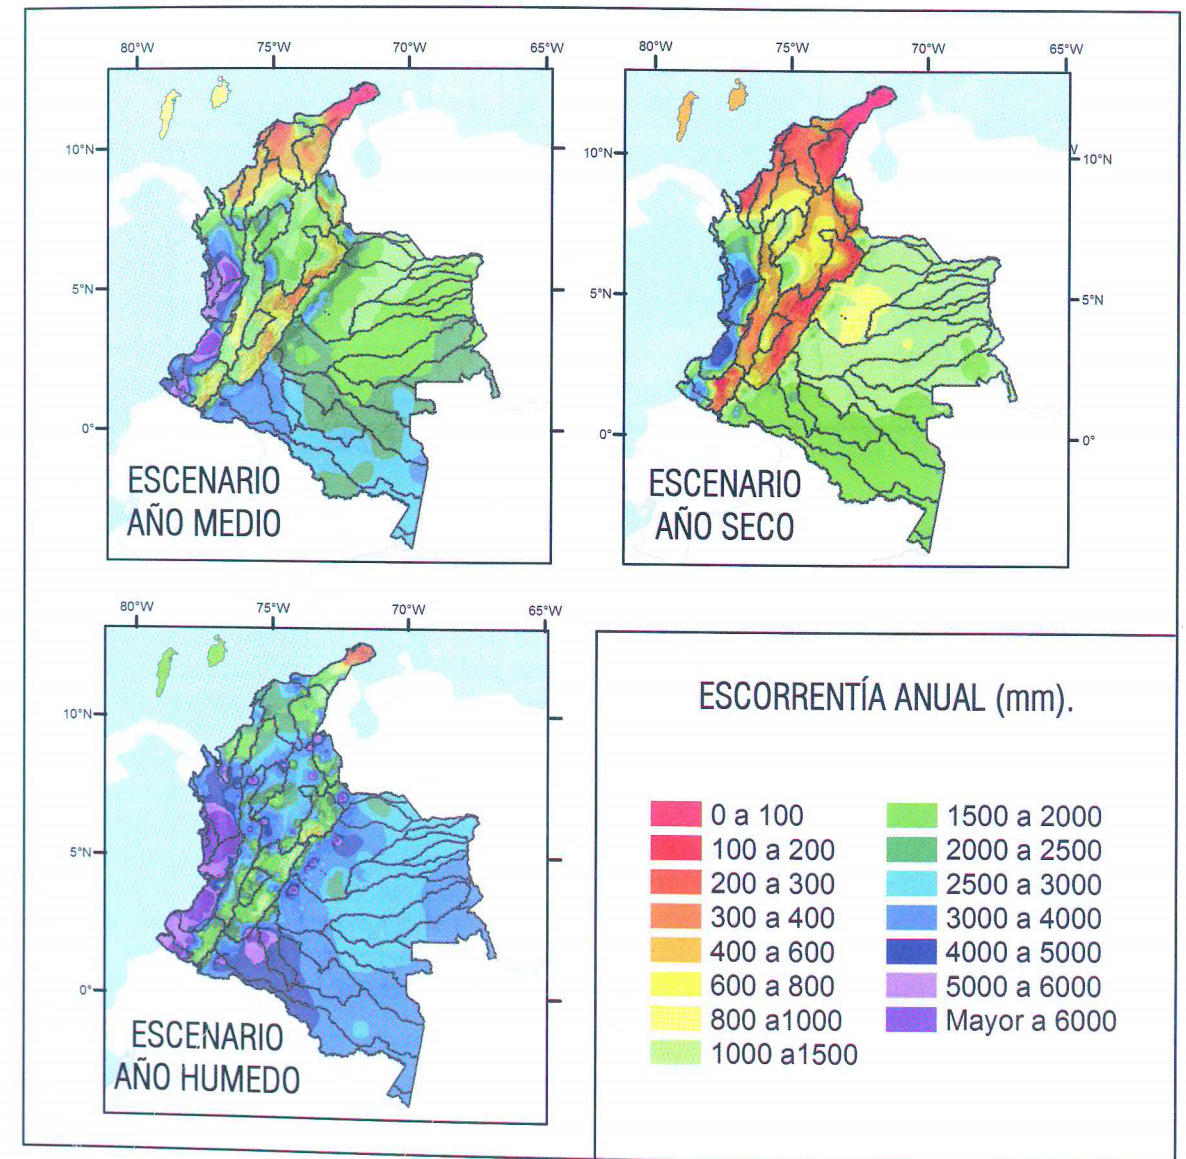 80°W 75°W 70°W 65°W
10°N
5°N
0°
ESCENARIO
AÑO MEDIO
80°W 75°W 70°W 65°W
10°N
5°N
0°
V
10°N
5°N
0°
ESCENARIO
AÑO SECO
80°W 75°W 70°W 65°W
10°N
5°N
0°
ESCENARIO
AÑO HUMEDO
ESCORRENTÍA ANUAL (mm).
0 a 100
100 a 200
200 a 300
300 a 400
400 a 600
600 a 800
800 a1000
1000 a1500
1500 a 2000
2000 a 2500
2500 a 3000
3000 a 4000
4000 a 5000
5000 a 6000
Mayor a 6000